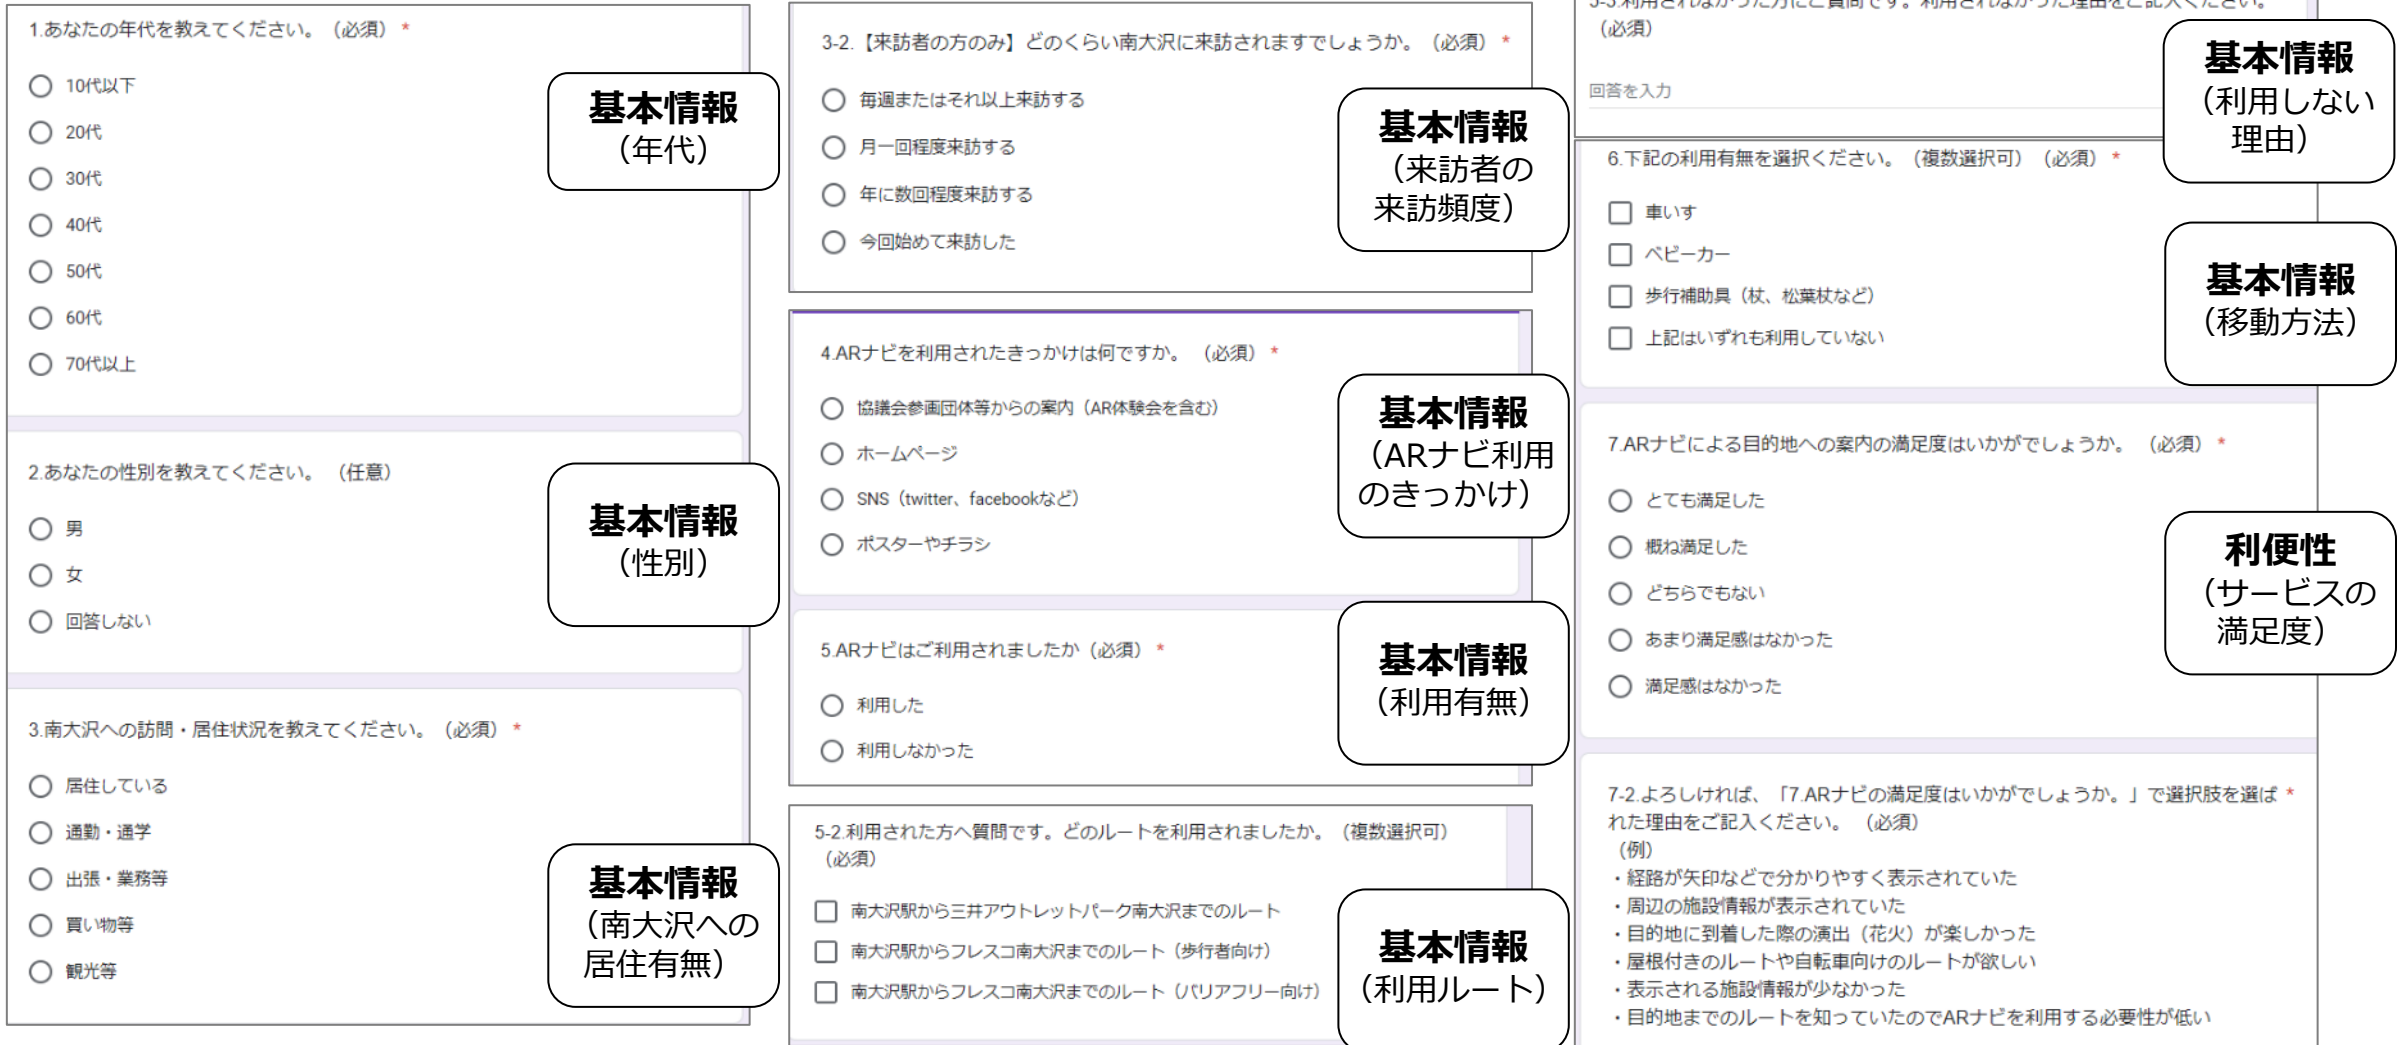 1.あなたの年代を教えてください。（必須） *
10代以下
20代
30代
40代
50代
60代
70代以上
基本情報
（年代）
2.あなたの性別を教えてください。 （任意）
男
女
回答しない
基本情報
（性別）
3.南大沢への訪問・居住状況を教えてください。（必須） *
居住している
通勤・通学
出張・業務等
買い物等
観光等
基本情報
（南大沢への
居住有無）
3-2.【来訪者の方のみ】どのくらい南大沢に来訪されますでしょうか。（必須） *
毎週またはそれ以上来訪する
月一回程度来訪する
年に数回程度来訪する
今回始めて来訪した
基本情報
（来訪者の
来訪頻度）
4.ARナビを利用されたきっかけは何ですか。 （必須） *
協議会参画団体等からの案内（AR体験会を含む）
ホームページ
SNS（twitter、facebookなど）
ポスターやチラシ
基本情報
（ARナビ利用
のきっかけ）
5.ARナビはご利用されましたか（必須） *
利用した
利用しなかった
基本情報
（利用有無）
5-2.利用された方へ質問です。どのルートを利用されましたか。（複数選択可）
（必須）
南大沢駅から三井アウトレットパーク南大沢までのルート
南大沢駅からフレスコ南大沢までのルート（歩行者向け）
南大沢駅からフレスコ南大沢までのルート（バリアフリー向け）
基本情報
（利用ルート）
5-3.利用されなかった方にご質問です。利用されなかった理由をご記入ください。
（必須）
回答を入力
基本情報
（利用しない
理由）
6.下記の利用有無を選択ください。（複数選択可）（必須） *
車いす
ベビーカー
歩行補助具（杖、松葉杖など）
上記はいずれも利用していない
基本情報
（移動方法）
7.ARナビによる目的地への案内の満足度はいかがでしょうか。 （必須） *
とても満足した
概ね満足した
どちらでもない
あまり満足感はなかった
満足感はなかった
利便性
（サービスの
満足度）
7-2.よろしければ、「7.ARナビの満足度はいかがでしょうか。」で選択肢を選ば *
れた理由をご記入ください。 （必須）
（例）
・経路が矢印などで分かりやすく表示されていた
・周辺の施設情報が表示されていた
・目的地に到着した際の演出（花火）が楽しかった
・屋根付きのルートや自転車向けのルートが欲しい
・表示される施設情報が少なかった
・目的地までのルートを知っていたのでARナビを利用する必要性が低い